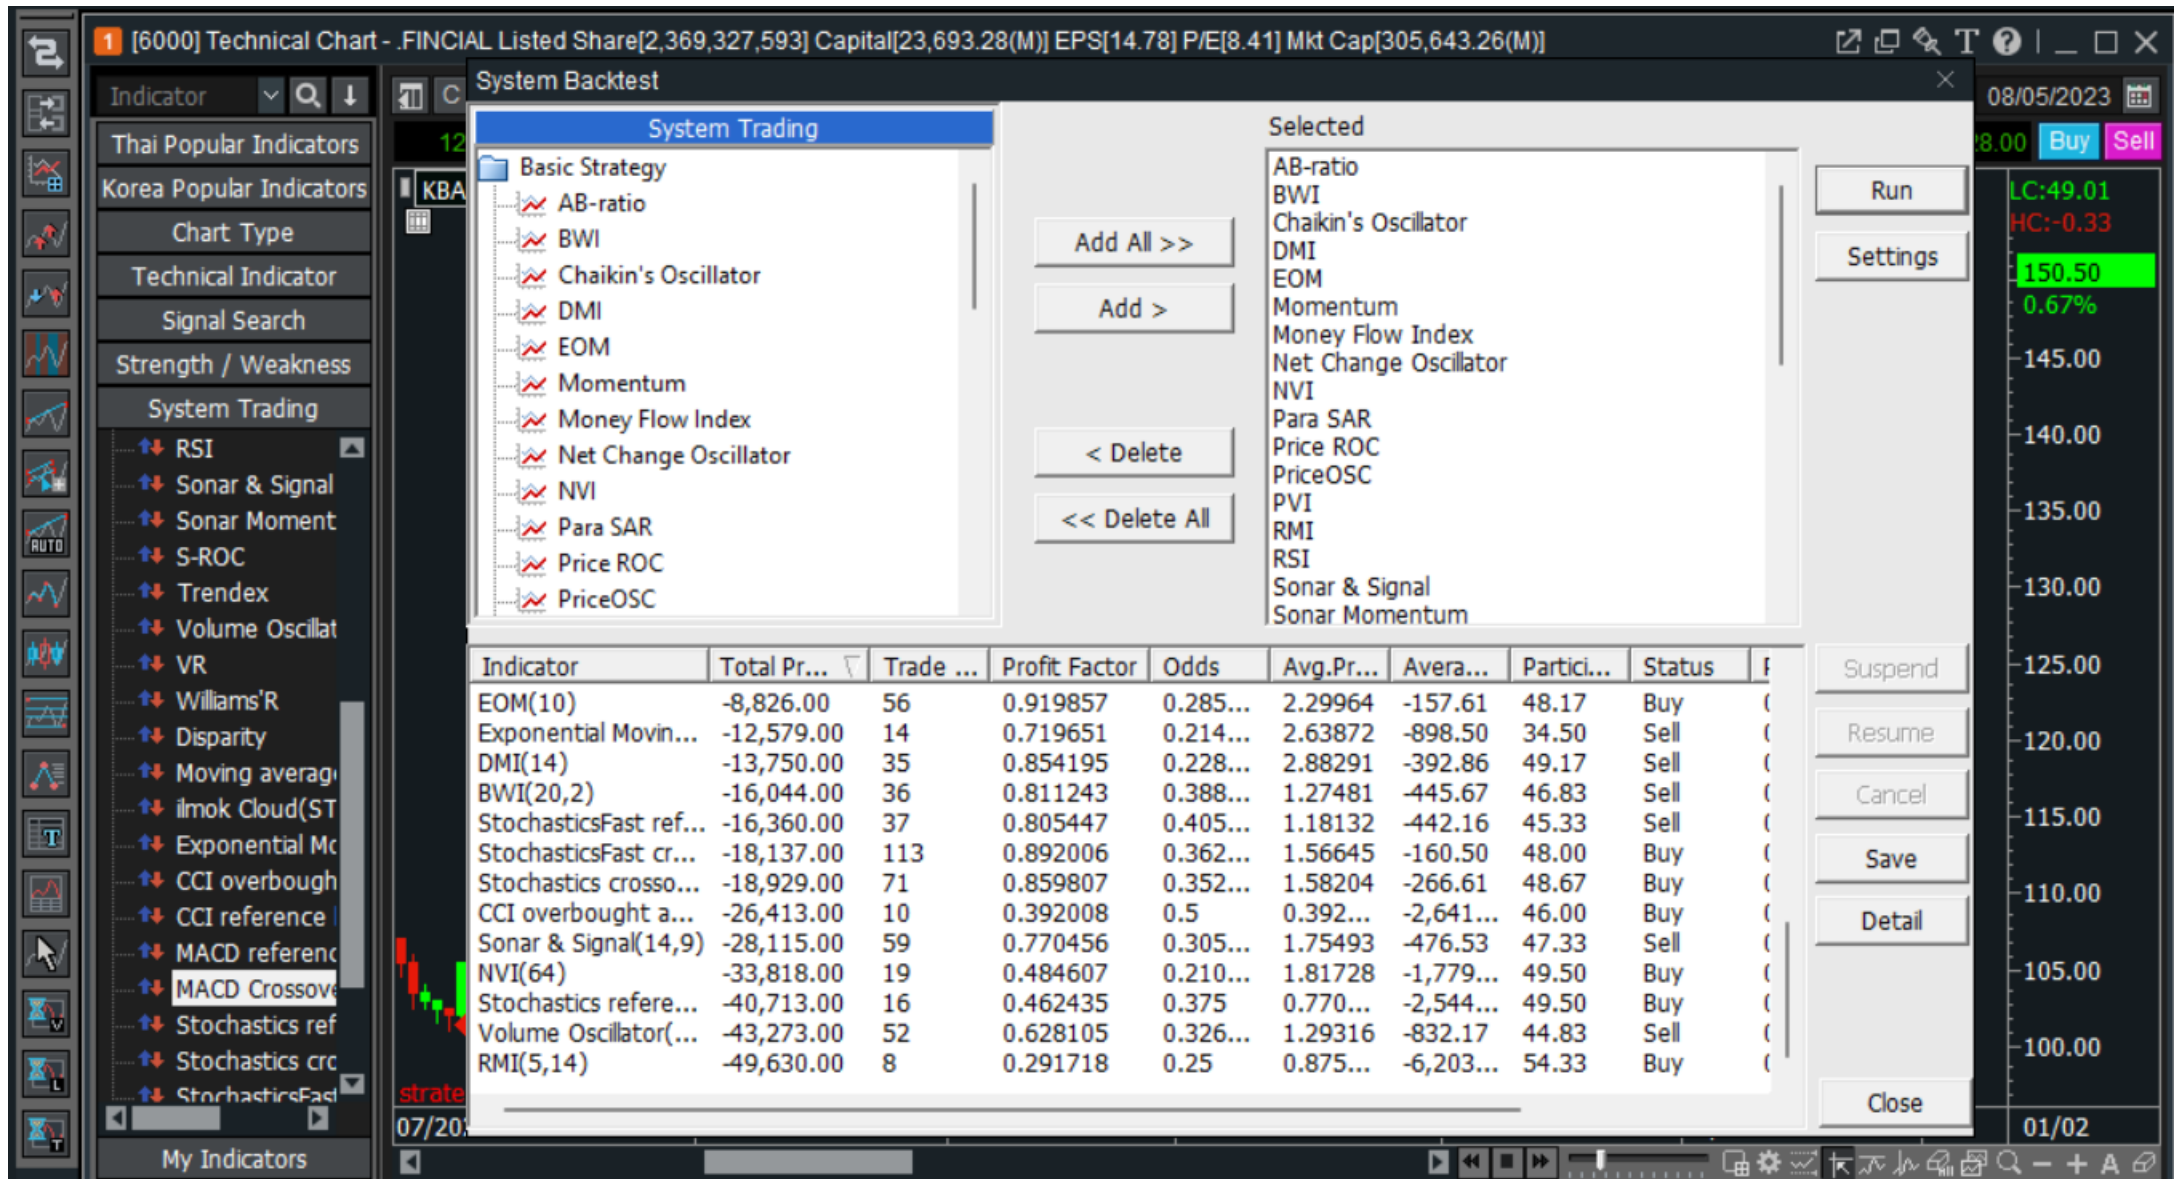 1 [6000] Technical Chart - .FINCIAL Listed Share[2,369,327,593] Capital[23,693.28(M)] EPS[14.78] P/E[8.41] Mkt Cap[305,643.26(M)]
Indicator
Thai Popular Indicators
Korea Popular Indicators
Chart Type
Technical Indicator
Signal Search
Strength / Weakness
System Trading
RSI
Sonar & Signal
Sonar Moment
S-ROC
Trendex
Volume Oscillat
VR
Williams'R
Disparity
Moving average
ilmok Cloud(ST
Exponential Mc
CCI overbough
CCI reference
MACD referenc
MACD Crossove
Stochastics ref
Stochastics crc
StochasticsFast
My Indicators
AUTO
System Backtest
System Trading
Basic Strategy
AB-ratio
BWI
Chaikin's Oscillator
DMI
EOM
Momentum
Money Flow Index
Net Change Oscillator
NVI
Para SAR
Price ROC
PriceOSC
Add All >>
Add >
< Delete
<< Delete All
Selected
AB-ratio
BWI
Chaikin's Oscillator
DMI
EOM
Momentum
Money Flow Index
Net Change Oscillator
NVI
Para SAR
Price ROC
PriceOSC
PVI
RMI
RSI
Sonar & Signal
Sonar Momentum
Run
Settings
Indicator Total Pr... Trade ... Profit Factor Odds Avg.Pr... Avera... Partici... Status
EOM(10) -8,826.00 56 0.919857 0.285... 2.29964 -157.61 48.17 Buy
Exponential Movin... -12,579.00 14 0.719651 0.214... 2.63872 -898.50 34.50 Sell
DMI(14) -13,750.00 35 0.854195 0.228... 2.88291 -392.86 49.17 Sell
BWI(20,2) -16,044.00 36 0.811243 0.388... 1.27481 -445.67 46.83 Sell
StochasticsFast ref... -16,360.00 37 0.805447 0.405... 1.18132 -442.16 45.33 Sell
StochasticsFast cr... -18,137.00 113 0.892006 0.362... 1.56645 -160.50 48.00 Buy
Stochastics crosso... -18,929.00 71 0.859807 0.352... 1.58204 -266.61 48.67 Buy
CCI overbought a... -26,413.00 10 0.392008 0.5 0.392... -2,641... 46.00 Buy
Sonar & Signal(14,9) -28,115.00 59 0.770456 0.305... 1.75493 -476.53 47.33 Sell
NVI(64) -33,818.00 19 0.484607 0.210... 1.81728 -1,779... 49.50 Buy
Stochastics refere... -40,713.00 16 0.462435 0.375 0.770... -2,544... 49.50 Buy
Volume Oscillator(... -43,273.00 52 0.628105 0.326... 1.29316 -832.17 44.83 Sell
RMI(5,14) -49,630.00 8 0.291718 0.25 0.875... -6,203... 54.33 Buy
Suspend
Resume
Cancel
Save
Detail
Close
C
12
KBA
strate
07/20
08/05/2023
28.00 Buy Sell
LC:49.01
HC:-0.33
150.50
0.67%
145.00
140.00
135.00
130.00
125.00
120.00
115.00
110.00
105.00
100.00
01/02